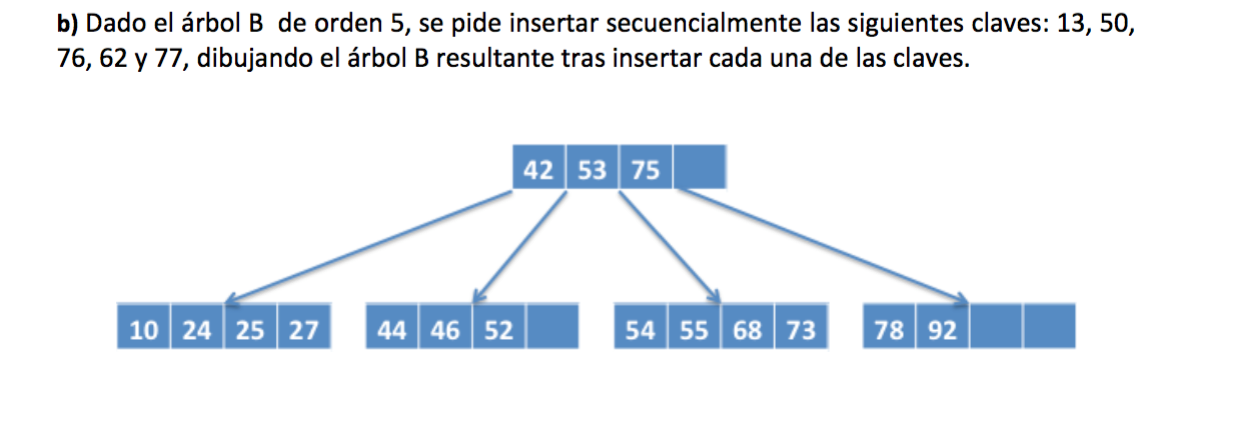 b) Dado el árbol B de orden 5, se pide insertar secuencialmente las siguientes claves: 13, 50,
76, 62 y 77, dibujando el árbol B resultante tras insertar cada una de las claves.
42 53 75
10 24 25 27 44 46 52 54 55 68 73 78 92